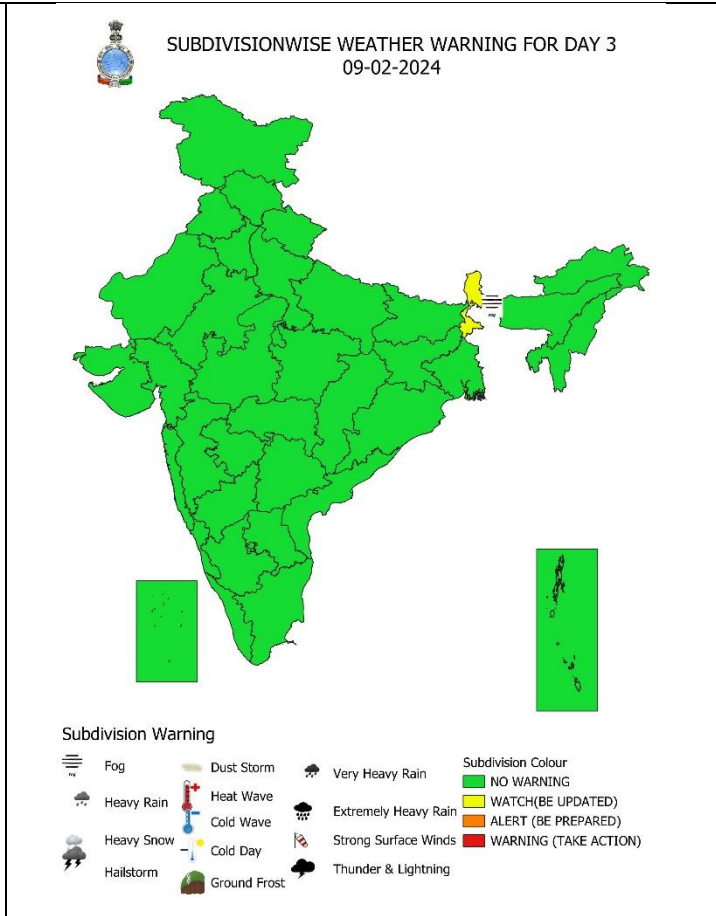 SUBDIVISIONWISE WEATHER WARNING FOR DAY 3
09-02-2024
Fog
Subdivision Warning
Fog
Fog
Heavy Rain
Heavy Snow
Hailstorm
Dust Storm
Heat Wave
Cold Wave
Cold Day
Ground Frost
Very Heavy Rain
Extremely Heavy Rain
Strong Surface Winds
Thunder & Lightning
Subdivision Colour
NO WARNING
WATCH(BE UPDATED)
ALERT (BE PREPARED)
WARNING (TAKE ACTION)